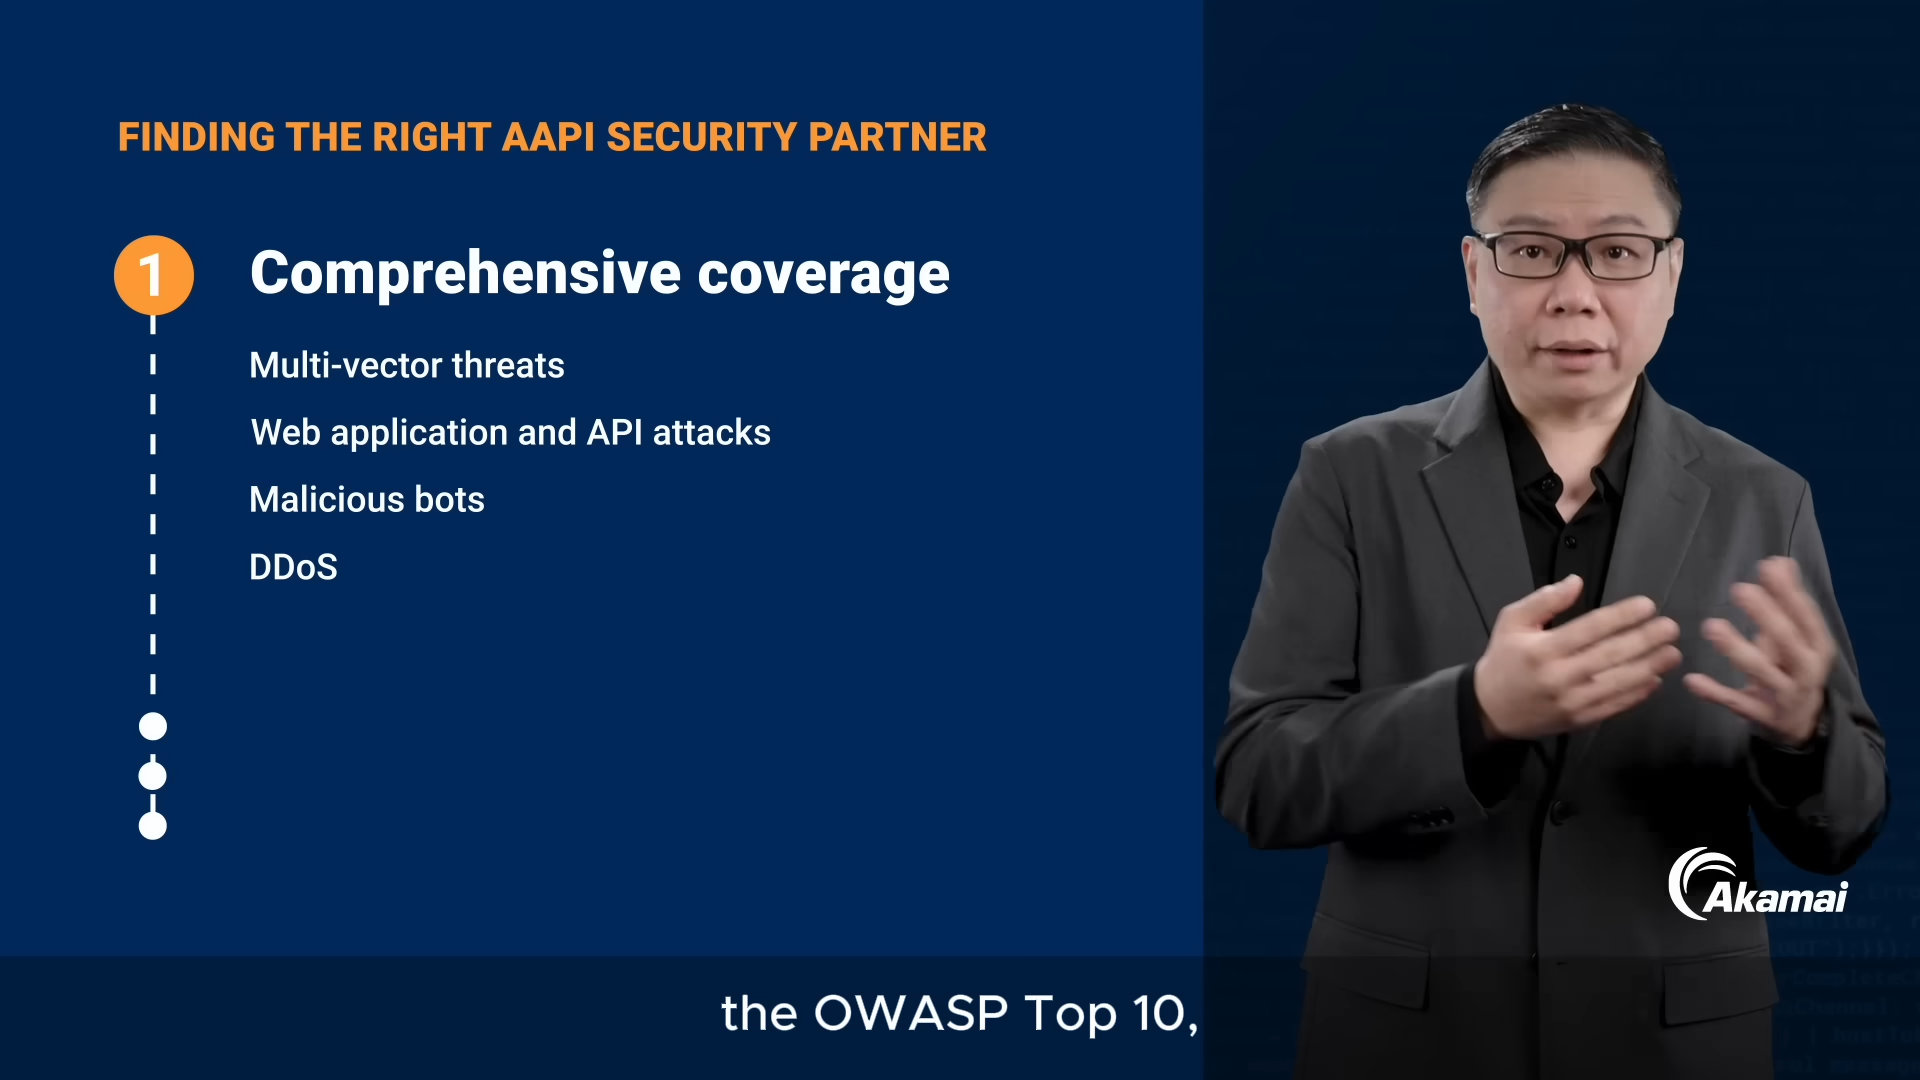 FINDING THE RIGHT AAPI SECURITY PARTNER
1 Comprehensive coverage
Multi-vector threats
Web application and API attacks
Malicious bots
DDoS
Akamai
the OWASP Top 10,